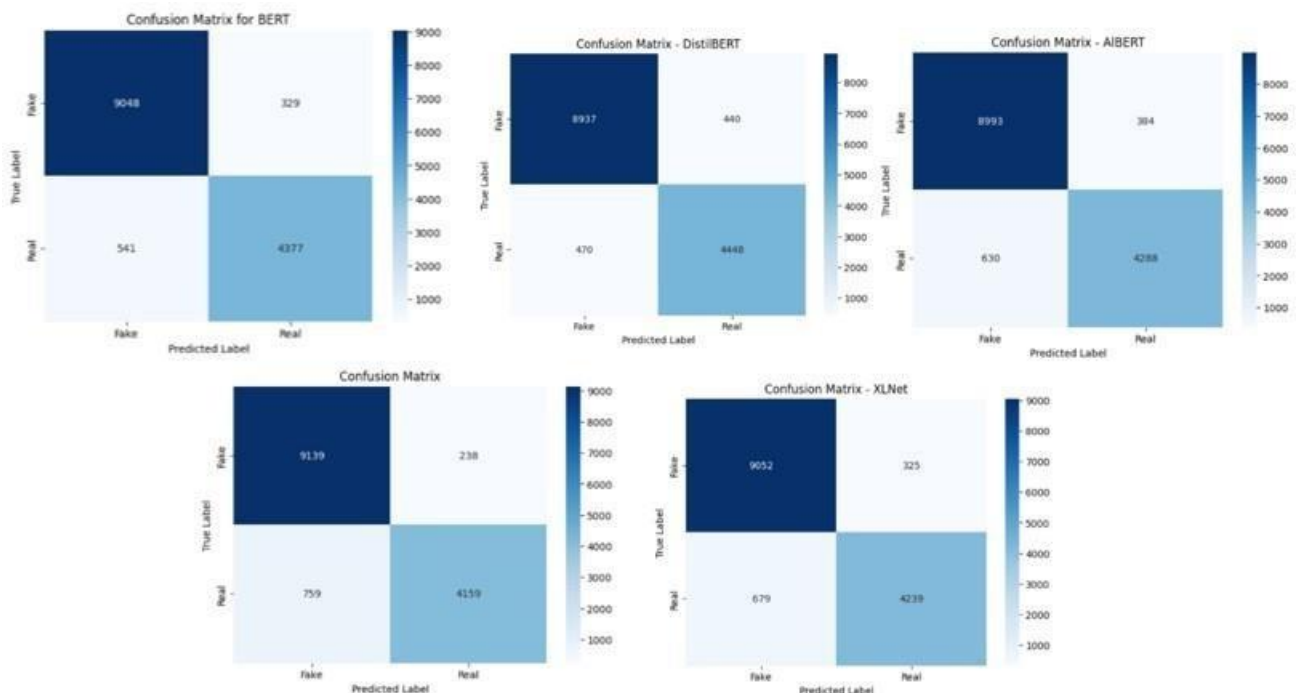 Confusion Matrix for BERT
9000
8000
7000
6000
5000
4000
3000
2000
1000
True Label
Fake
Real
9048 329
541 4377
Fake Real
Predicted Label
Confusion Matrix - DistilBERT
8000
7000
6000
5000
4000
3000
2000
1000
True Label
Fake
Real
8937 440
470 4448
Fake Real
Predicted Label
Confusion Matrix - AlBERT
8000
7000
6000
5000
4000
3000
2000
1000
True Label
Fake
Real
8993 384
630 4288
Fake Real
Predicted Label
Confusion Matrix
9000
8000
7000
6000
5000
4000
3000
2000
1000
True Label
Fake
Real
9139 238
759 4159
Fake Real
Predicted Label
Confusion Matrix - XLNet
9000
8000
7000
6000
5000
4000
3000
2000
1000
True Label
Fake
Real
9052 325
679 4239
Fake Real
Predicted Label